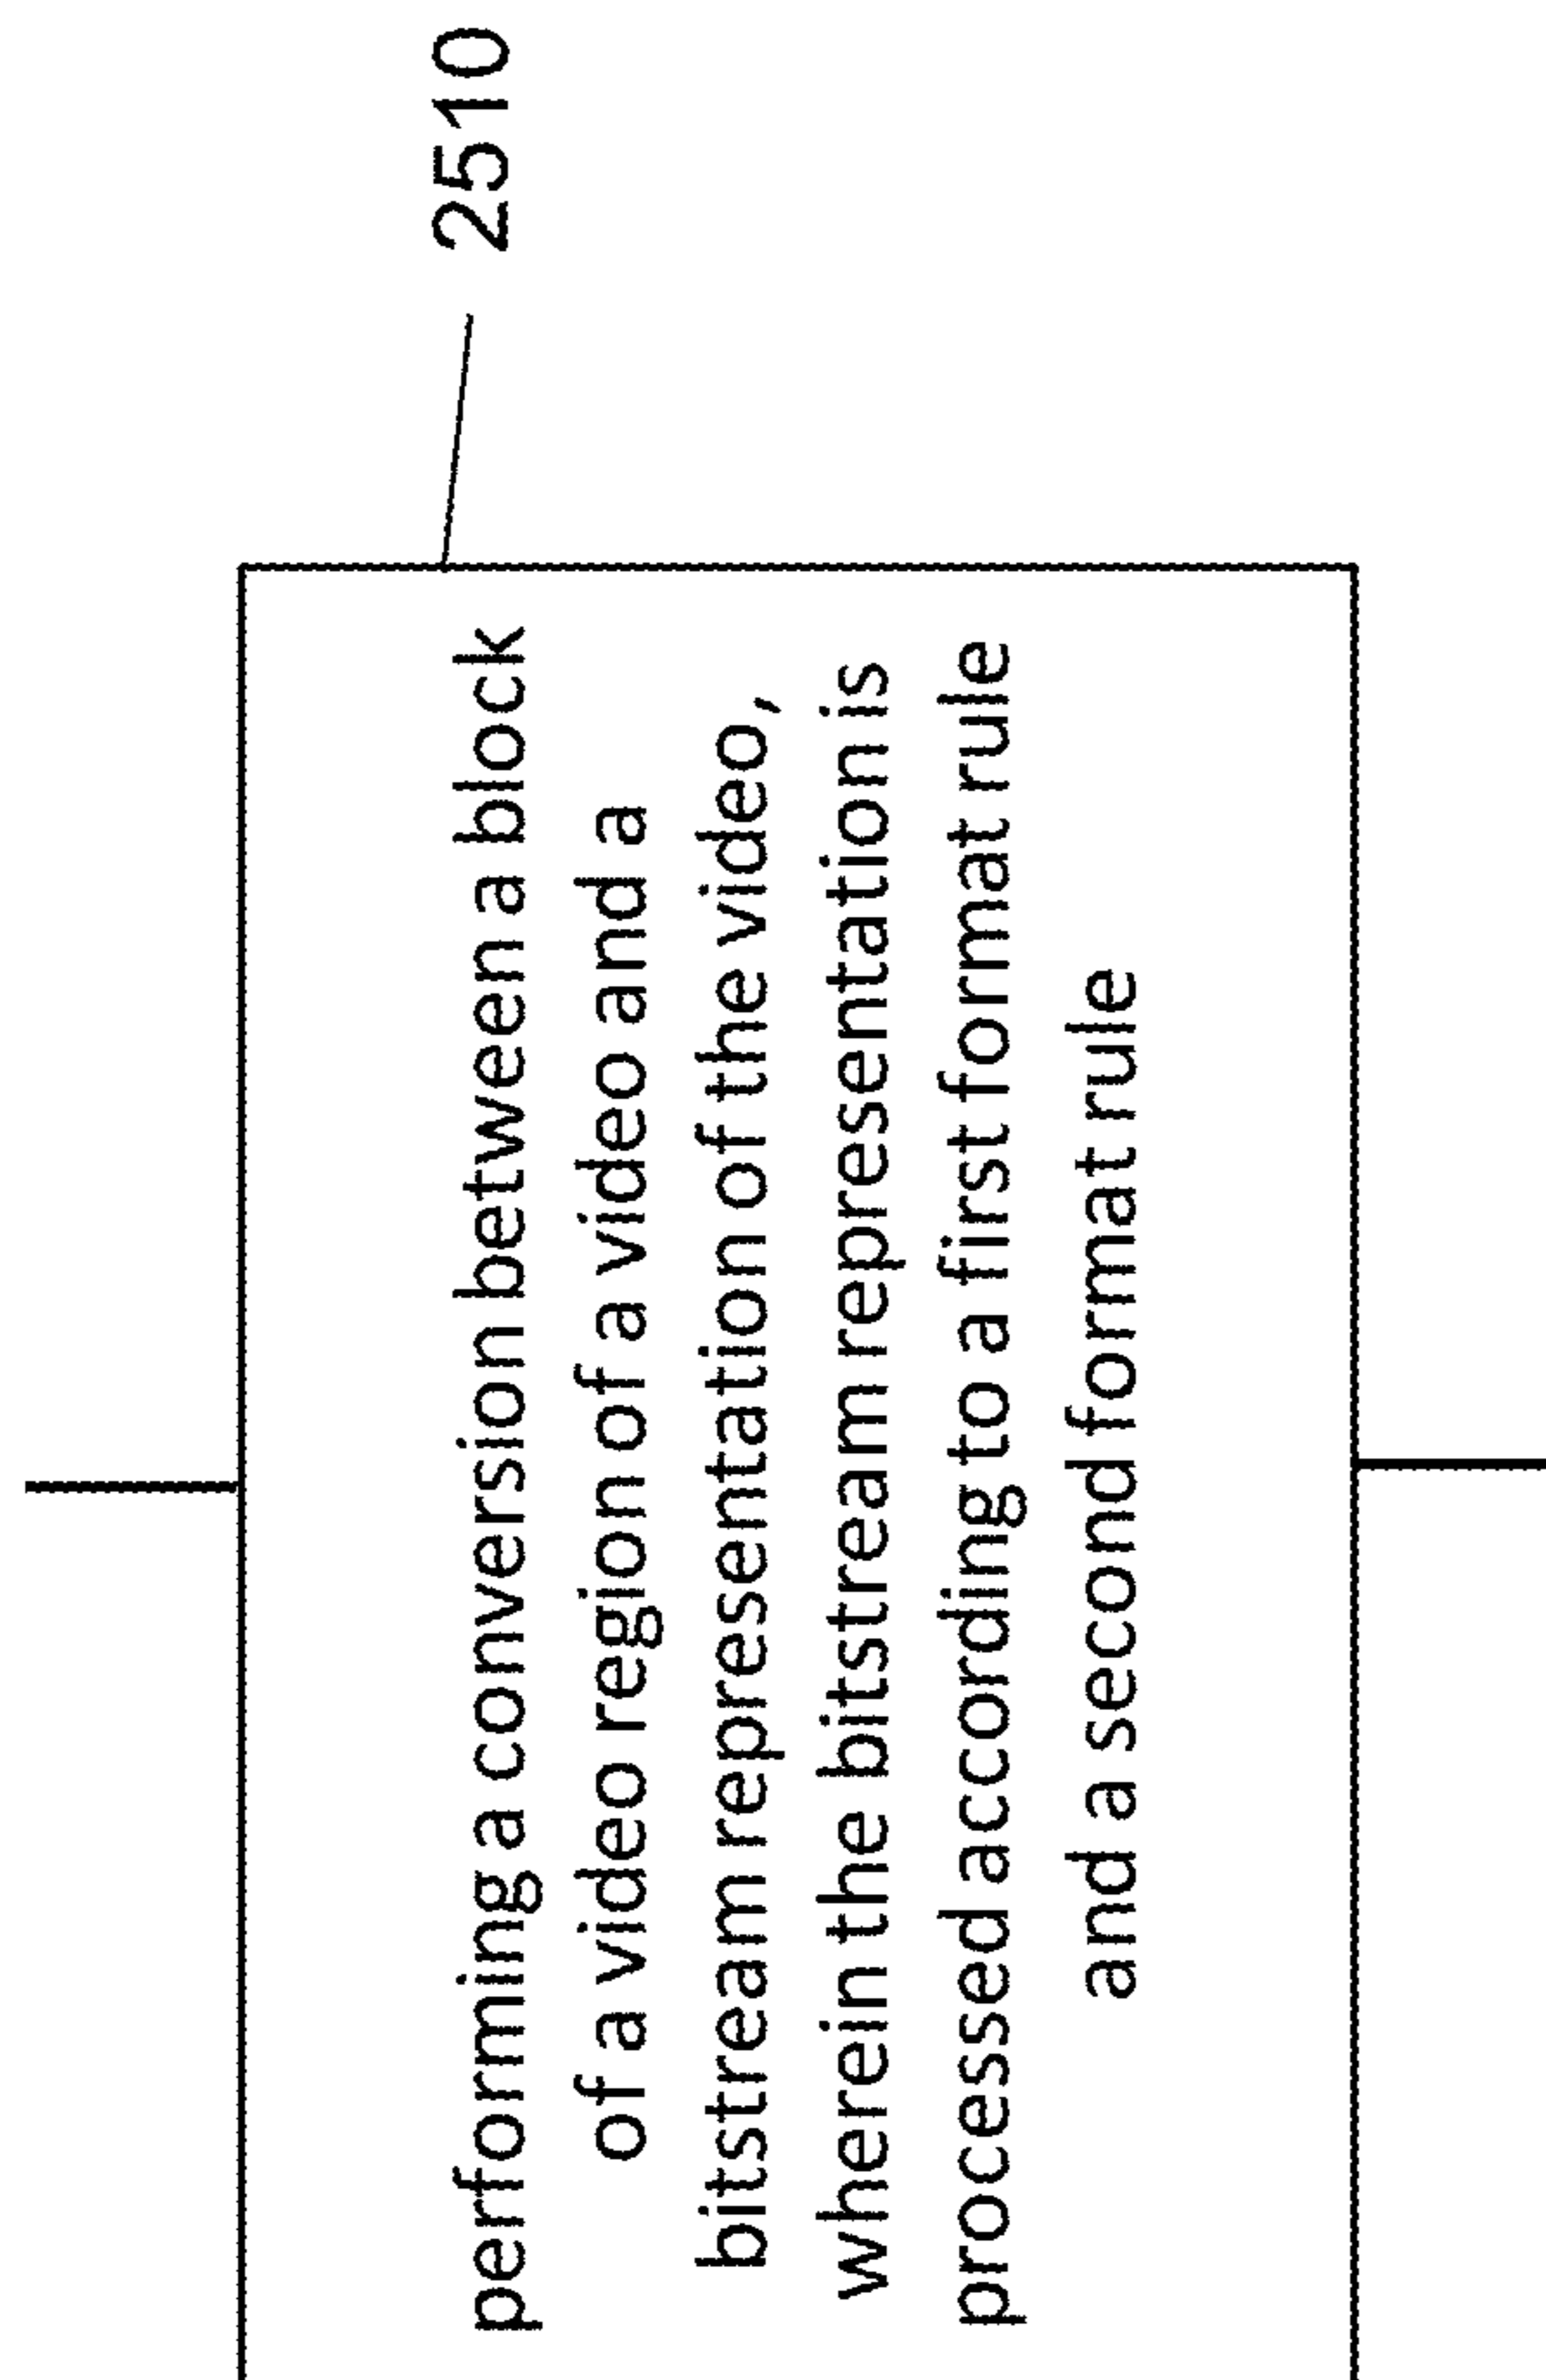 2510
performing a conversion between a block
of a video region of a video and a
bitstream representation of the video,
wherein the bitstream representation is
processed according to a first format rule
and a second format rule